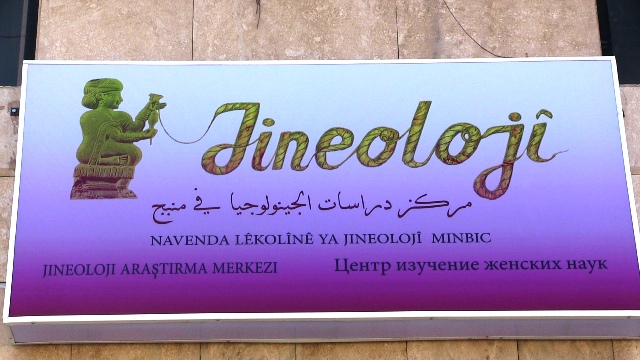 Jineolojî
مركز دراسات الجينولوجيا في منبج
NAVENDA LÊKOLÎNÊ YA JINEOLOJÎ MINBIC
JINEOLOJI ARAŞTIRMA MERKEZI
Центр изучение женских наук